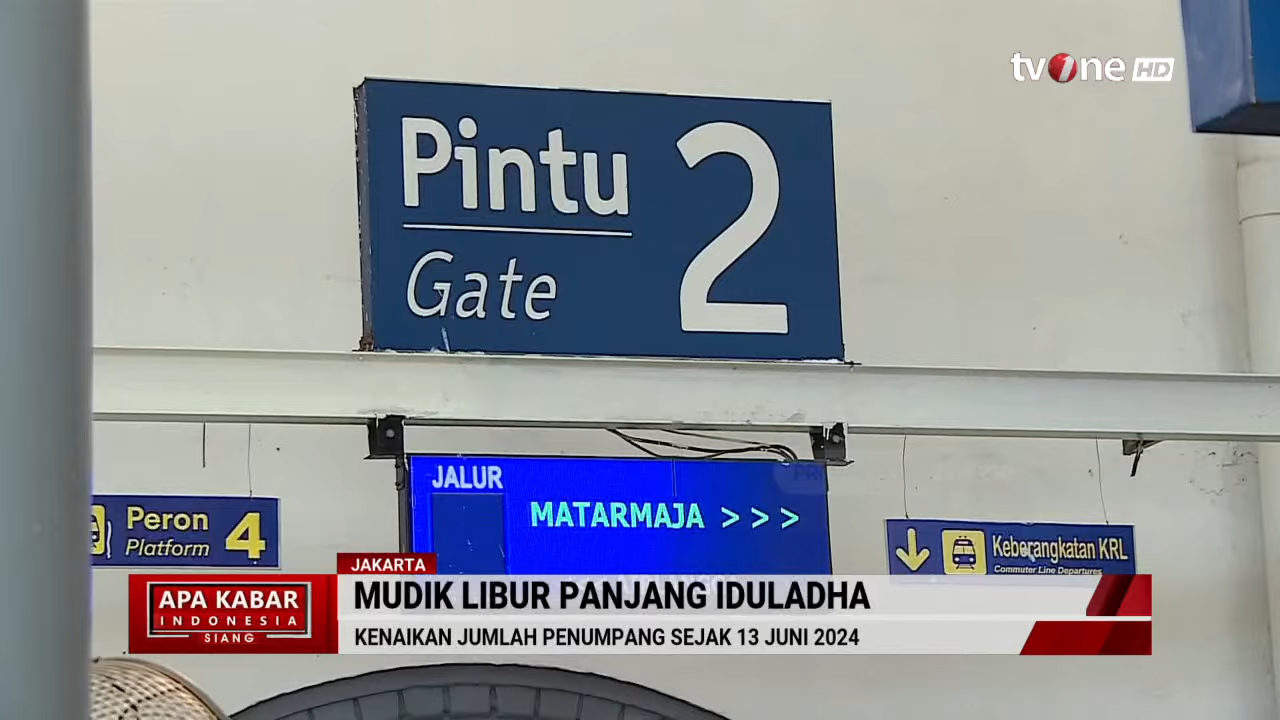 tvOne HD
Pintu
Gate
2
JALUR
MATARMAJA >>>
Peron
Platform
4
Keberangkatan KRL
Commuter Line Departures
JAKARTA
APA KABAR
INDONESIA
SIANG
MUDIK LIBUR PANJANG IDULADHA
KENAIKAN JUMLAH PENUMPANG SEJAK 13 JUNI 2024